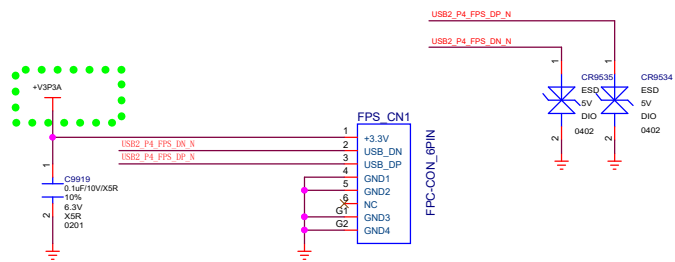 USB2_P4_FPS_DP_N
USB2_P4_FPS_DN_N
+V3P3A
1
1
CR9535
ESD
5V
DIO
0402
2
CR9534
ESD
5V
DIO
0402
2
FPS_CN1
1 +3.3V
USB2_P4_FPS_DN_N 2 USB_DN
USB2_P4_FPS_DP_N 3 USB_DP
4 GND1
5 GND2
6 NC
G1 GND3
G2 GND4
FPC-CON_6PIN
1
C9919
0.1uF/10V/X5R
10%
6.3V
X5R
0201
2